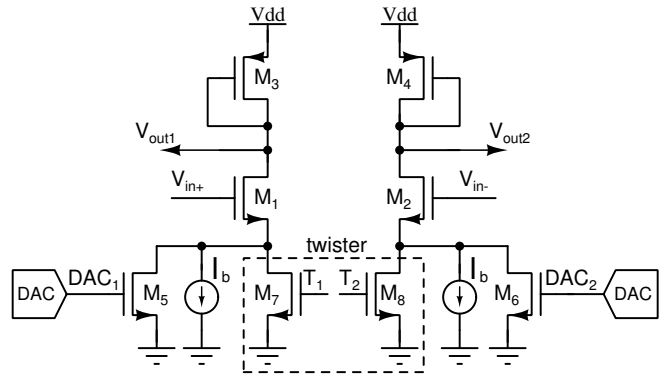 Vdd Vdd
M3 M4
Vout1 Vout2
Vin+ M1 M2 Vin-
twister
DAC DAC1 M5 Ib M7 T1 T2 M8 Ib M6 DAC2 DAC